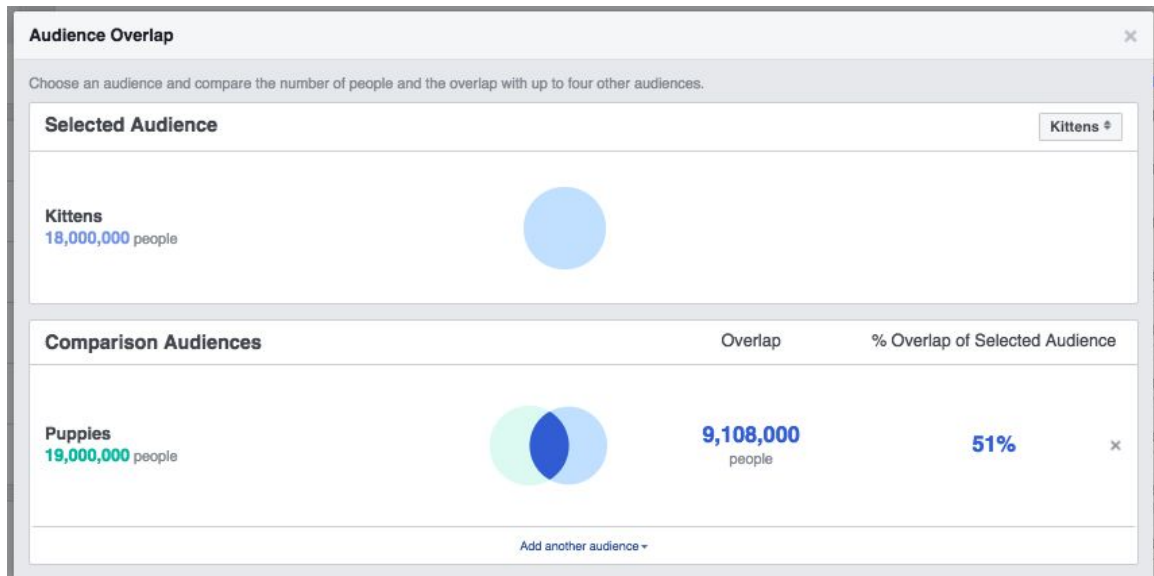 Audience Overlap
×
Choose an audience and compare the number of people and the overlap with up to four other audiences.
Selected Audience
Kittens
Kittens
18,000,000 people
Comparison Audiences
Overlap
% Overlap of Selected Audience
Puppies
19,000,000 people
9,108,000
people
51%
×
Add another audience